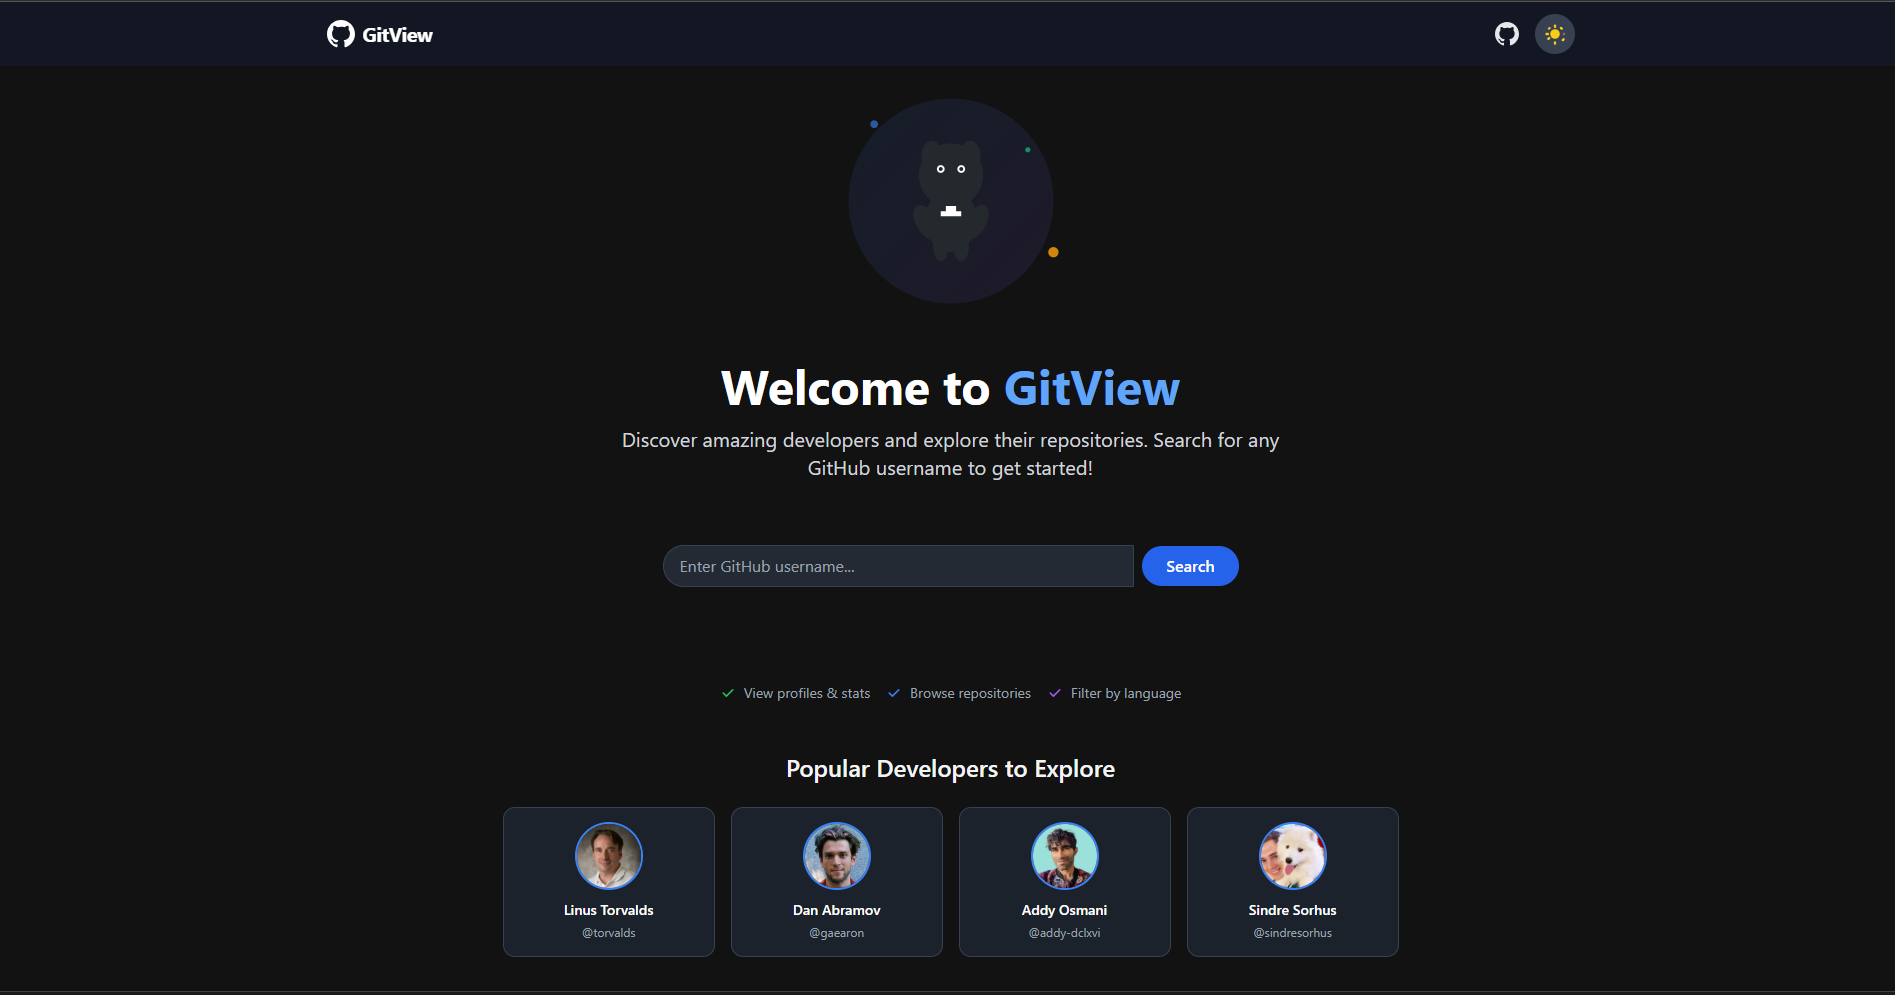 GitView
Welcome to GitView
Discover amazing developers and explore their repositories. Search for any
GitHub username to get started!
Enter GitHub username...
Search
View profiles & stats
Browse repositories
Filter by language
Popular Developers to Explore
Linus Torvalds
@torvalds
Dan Abramov
@gaearon
Addy Osmani
@addy-dclxvi
Sindre Sorhus
@sindresorhus